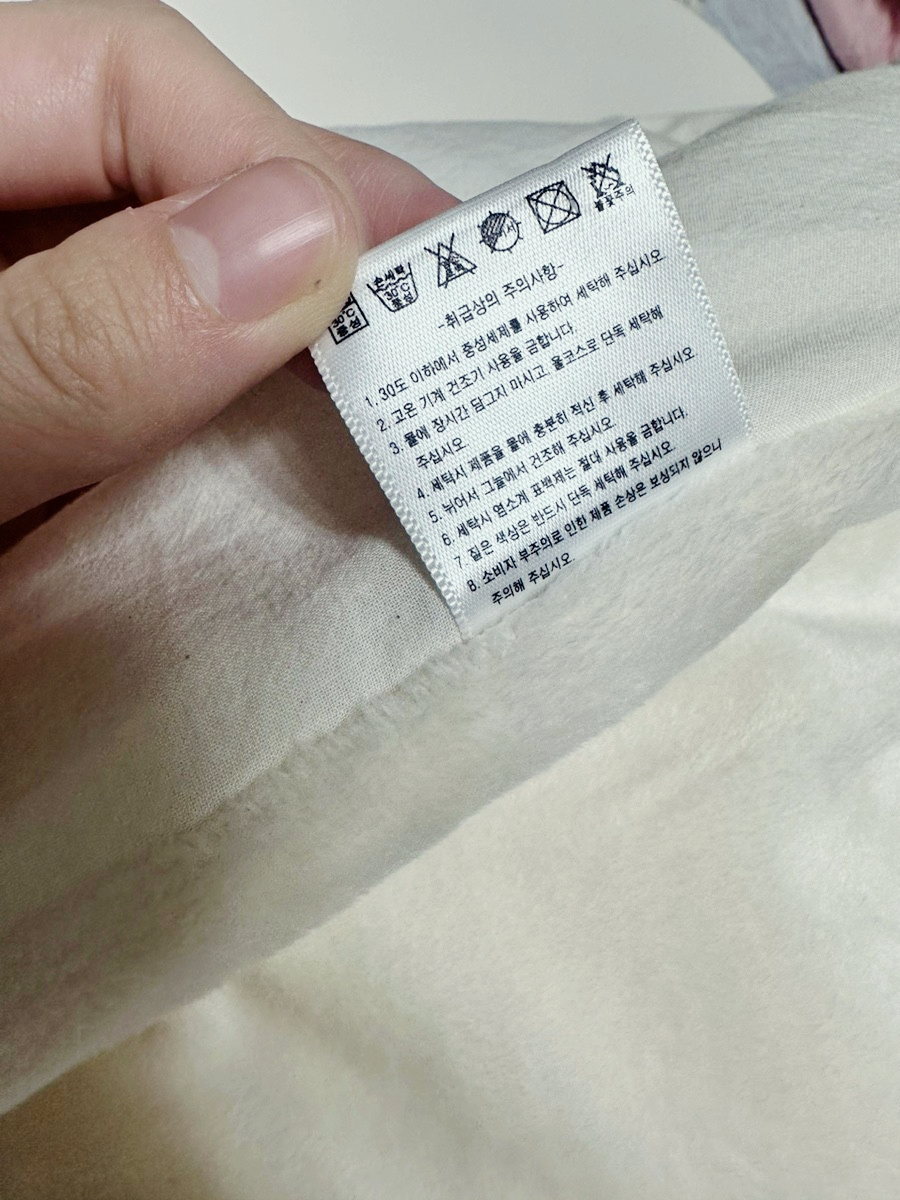 30℃
중성
손세탁
30℃
중성
불꽃주의
-취급상의 주의사항-
1. 30도 이하에서 중성세제를 사용하여 세탁해 주십시오
2. 고온 기계 건조기 사용을 금합니다.
3. 물에 장시간 담그지 마시고, 울코스로 단독 세탁해
주십시오
4. 세탁시 제품을 물에 충분히 적신 후 세탁해 주십시오
5. 뉘어서 그늘에서 건조해 주십시오.
6. 세탁시 염소계 표백제는 절대 사용을 금합니다.
7. 짙은 색상은 반드시 단독 세탁해 주십시오.
8. 소비자 부주의로 인한 제품 손상은 보상되지 않으니
주의해 주십시오.